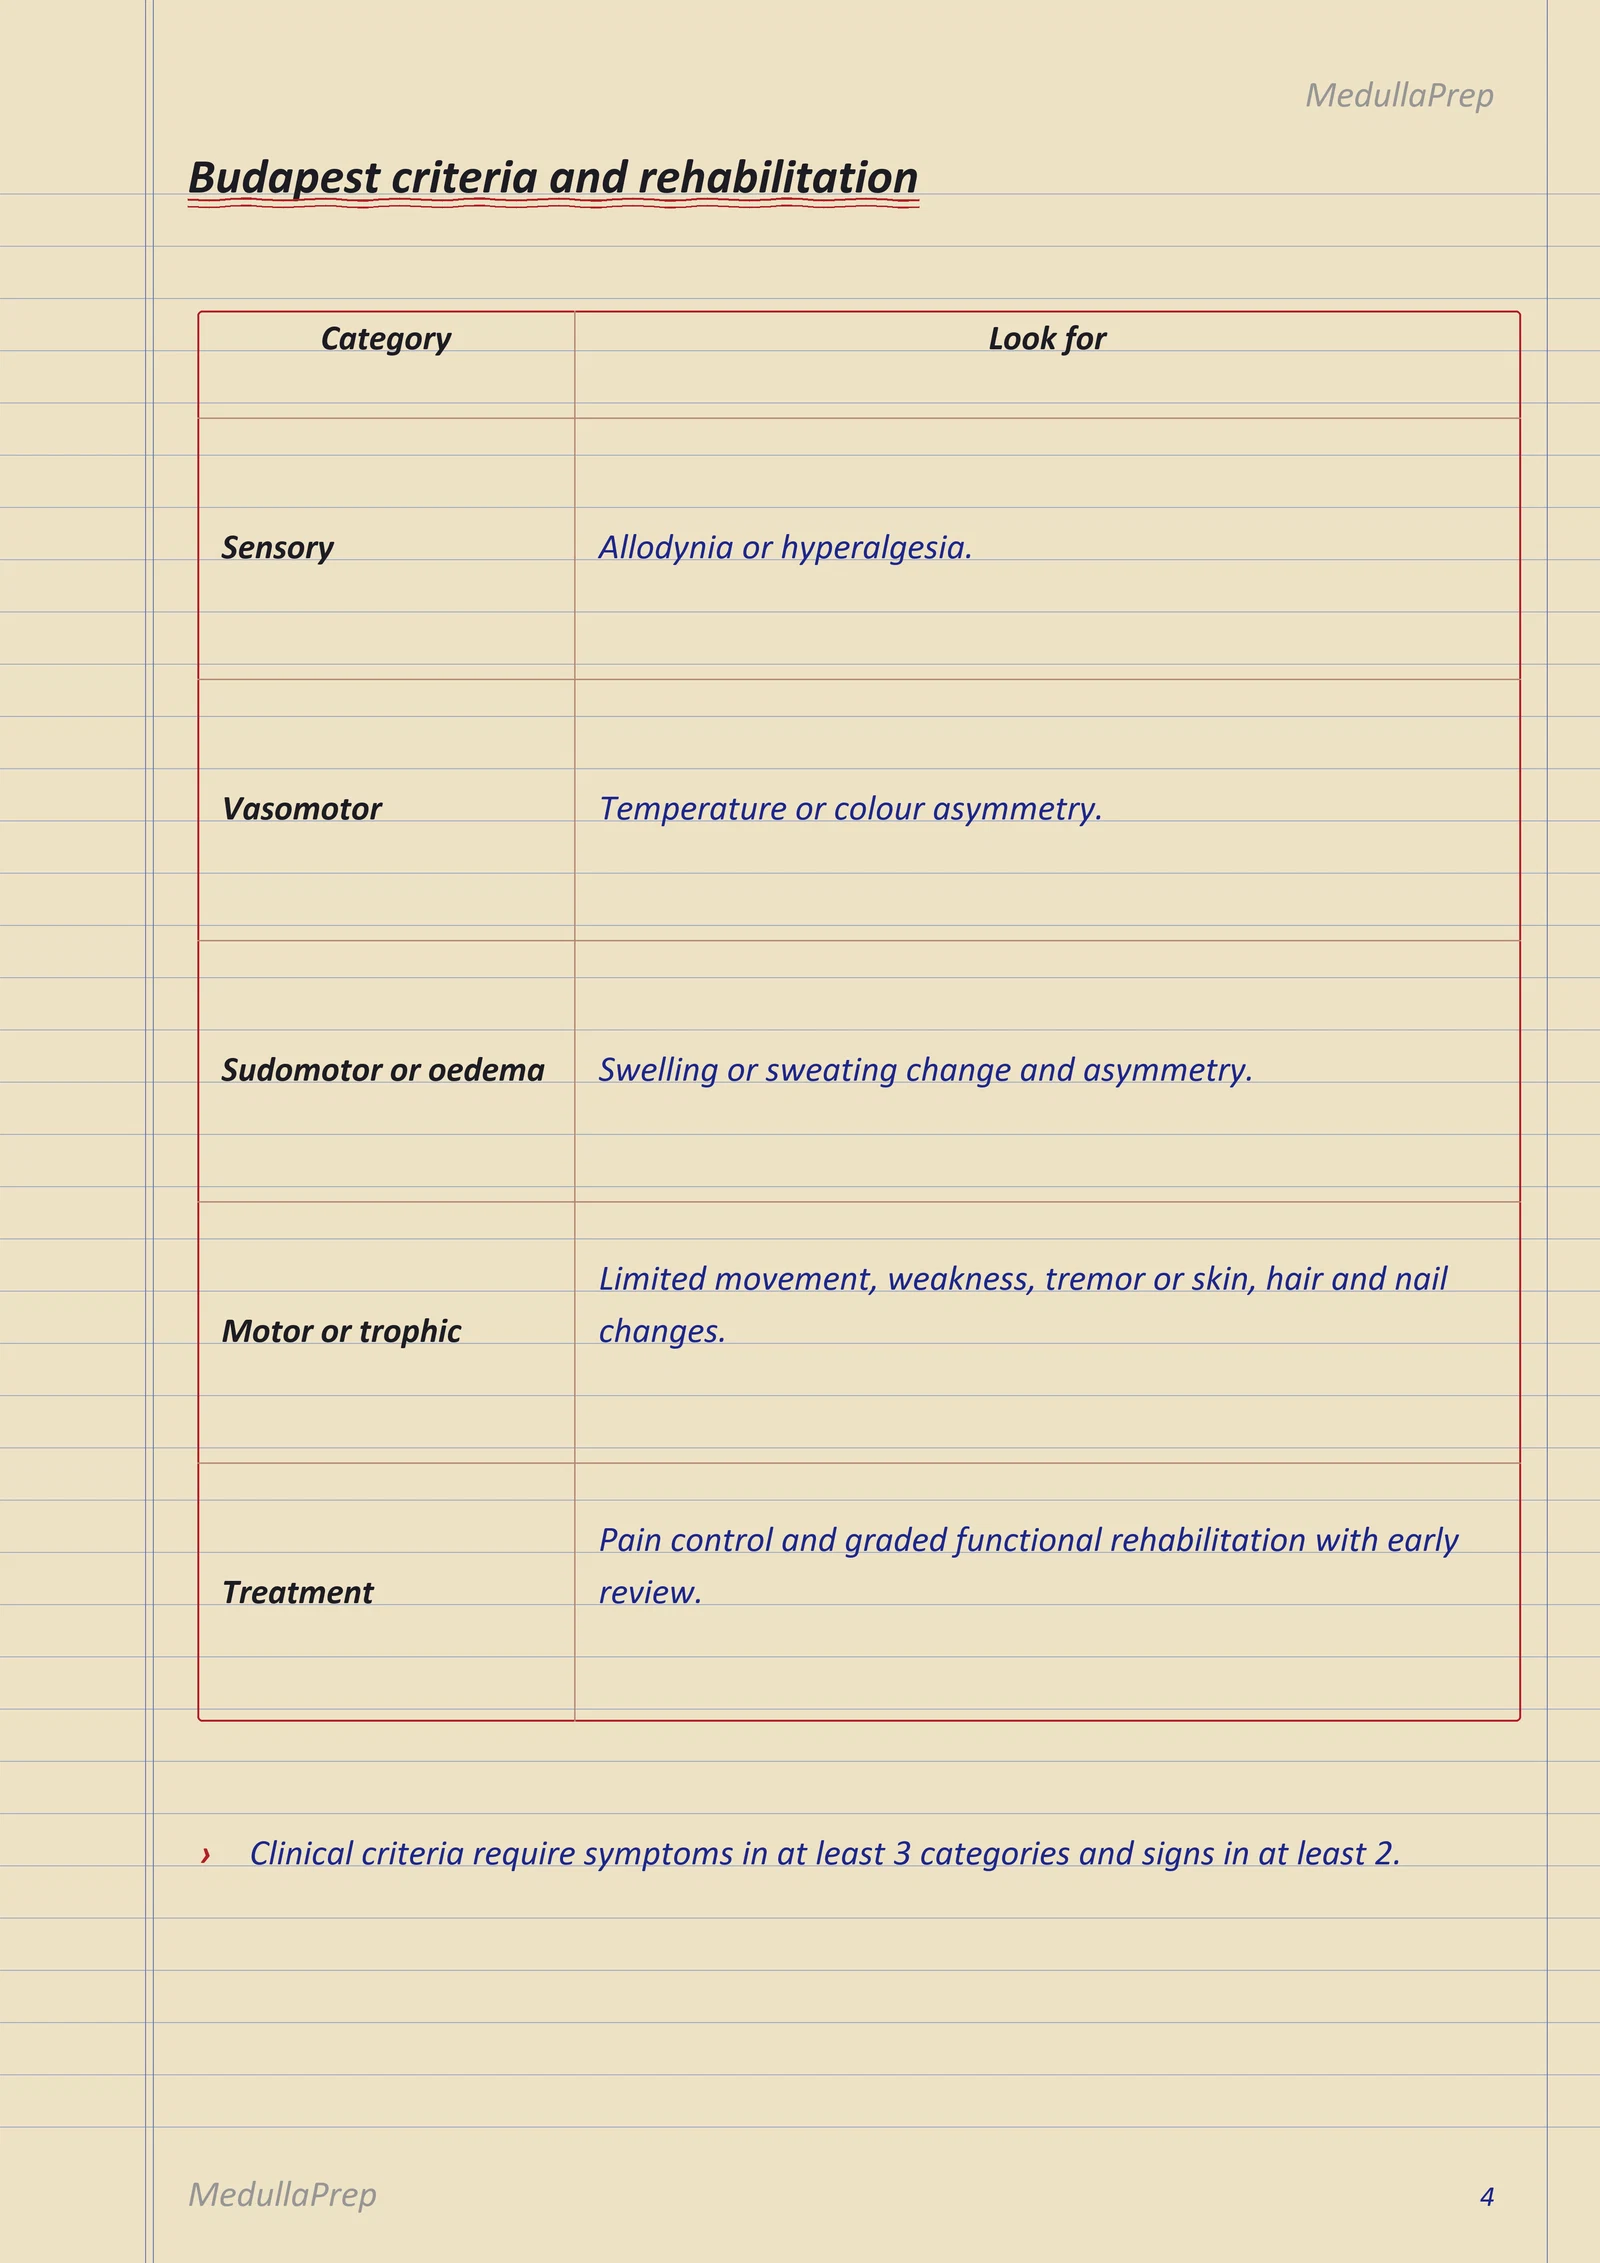 MedullaPrep
Budapest criteria and rehabilitation
Category Look for
Sensory Allodynia or hyperalgesia.
Vasomotor Temperature or colour asymmetry.
Sudomotor or oedema Swelling or sweating change and asymmetry.
Limited movement, weakness, tremor or skin, hair and nail
Motor or trophic changes.
Pain control and graded functional rehabilitation with early
Treatment review.
› Clinical criteria require symptoms in at least 3 categories and signs in at least 2.
MedullaPrep 4